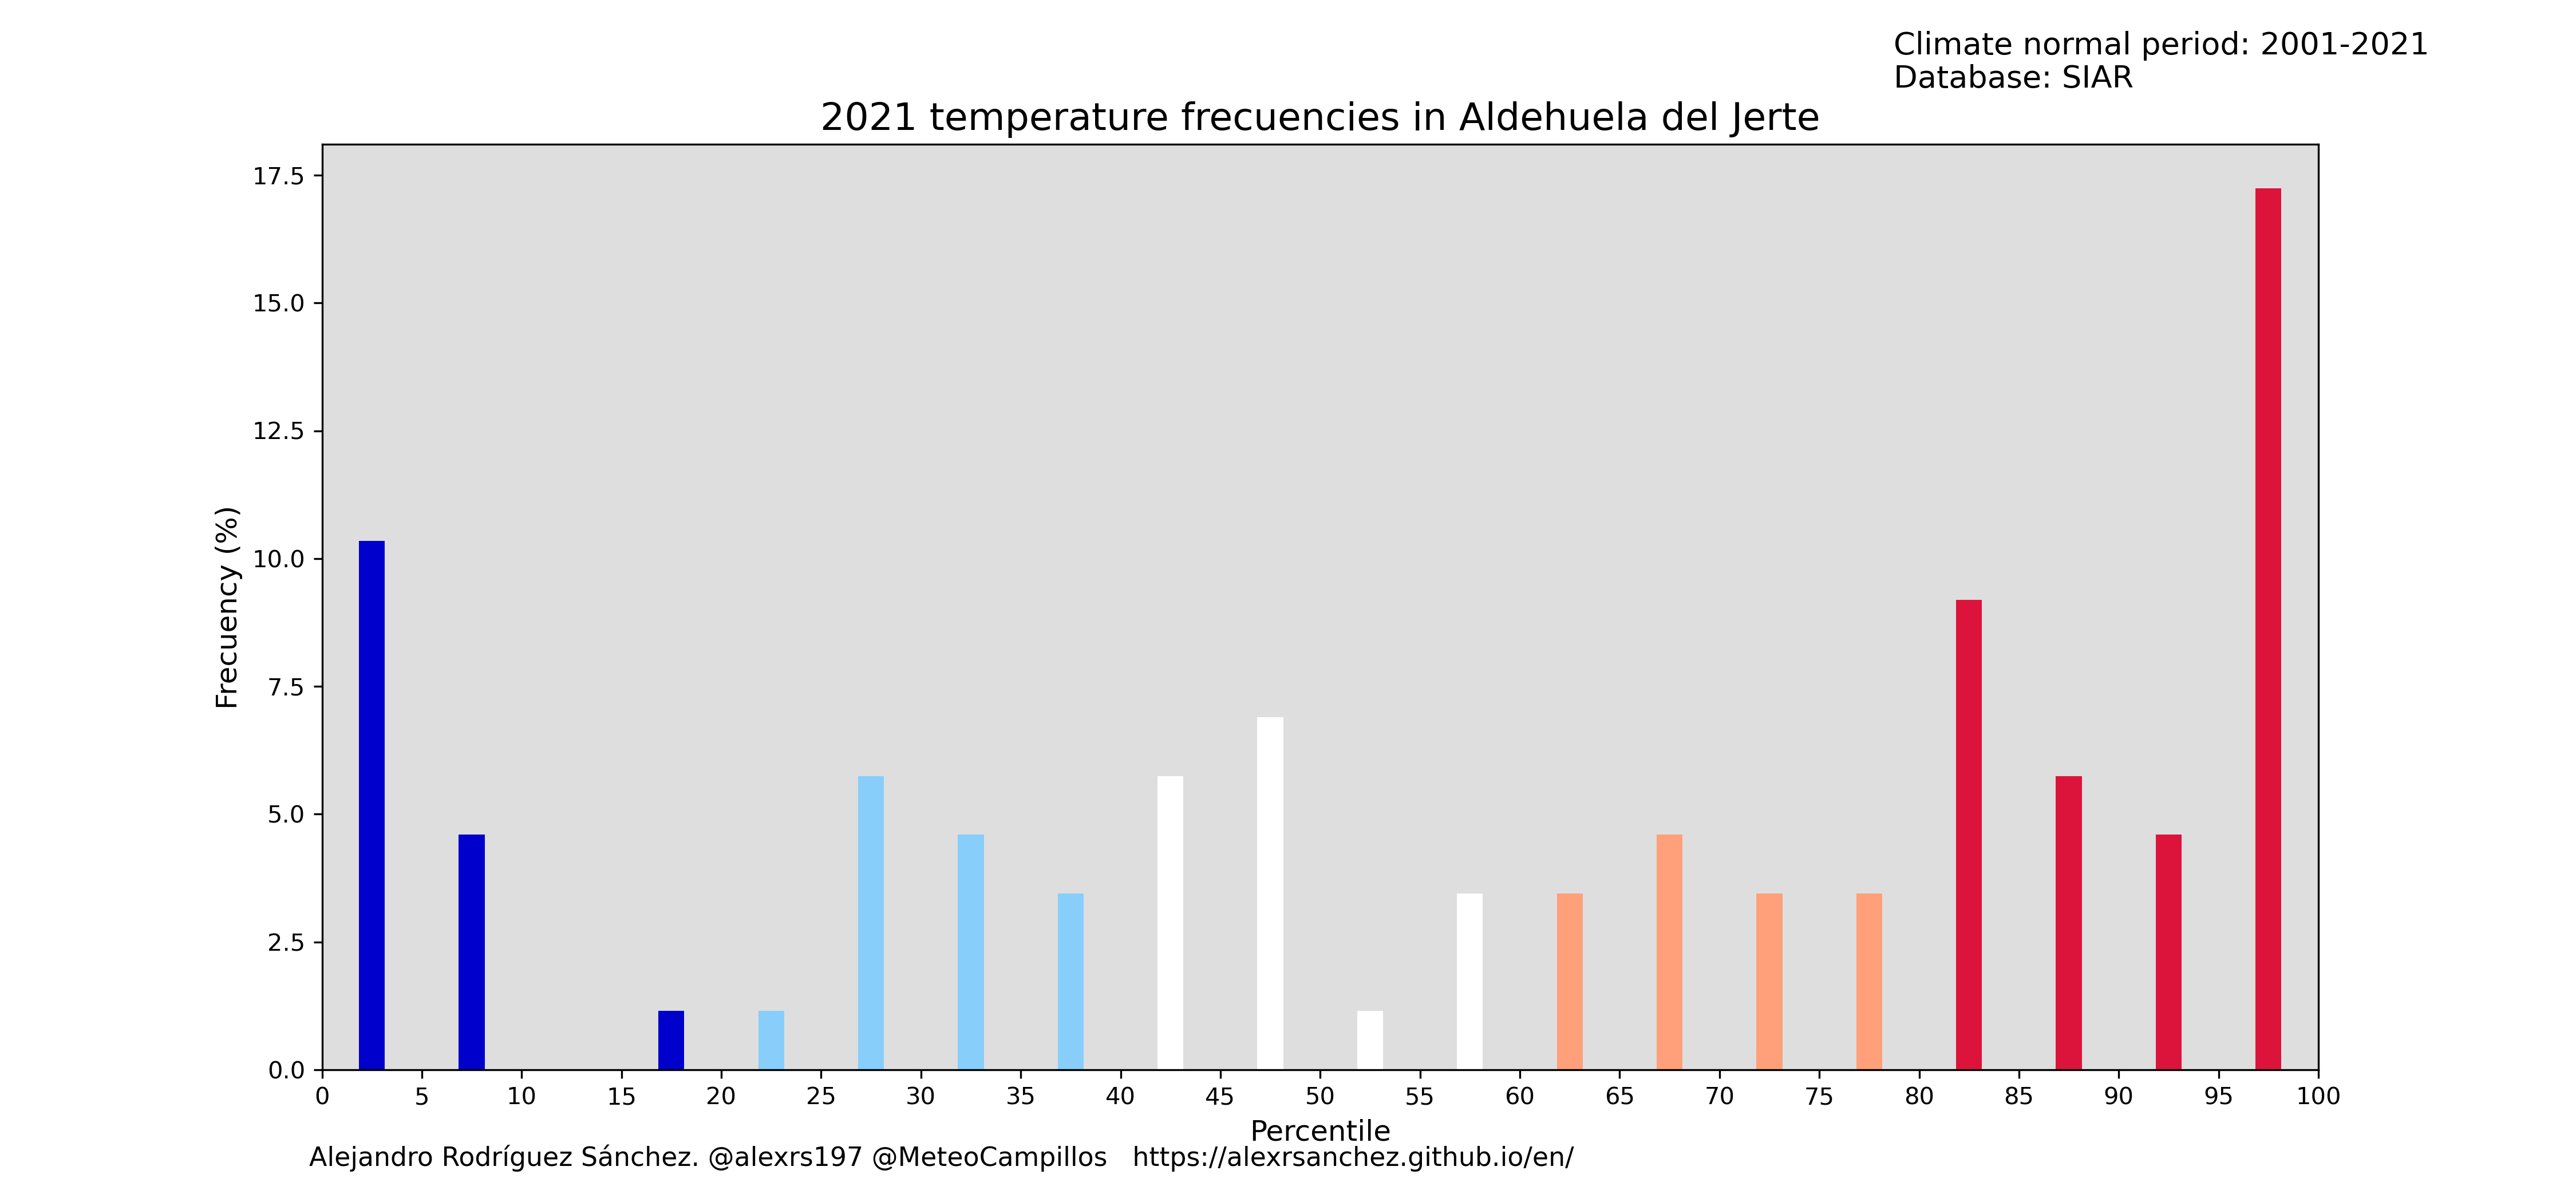 Climate normal period: 2001-2021
Database: SIAR
2021 temperature frecuencies in Aldehuela del Jerte
17.5
15.0
12.5
10.0
7.5
5.0
2.5
0.0
Frecuency (%)
0 5 10 15 20 25 30 35 40 45 50 55 60 65 70 75 80 85 90 95 100
Percentile
Alejandro Rodríguez Sánchez. @alexrs197 @MeteoCampillos https://alexrsanchez.github.io/en/